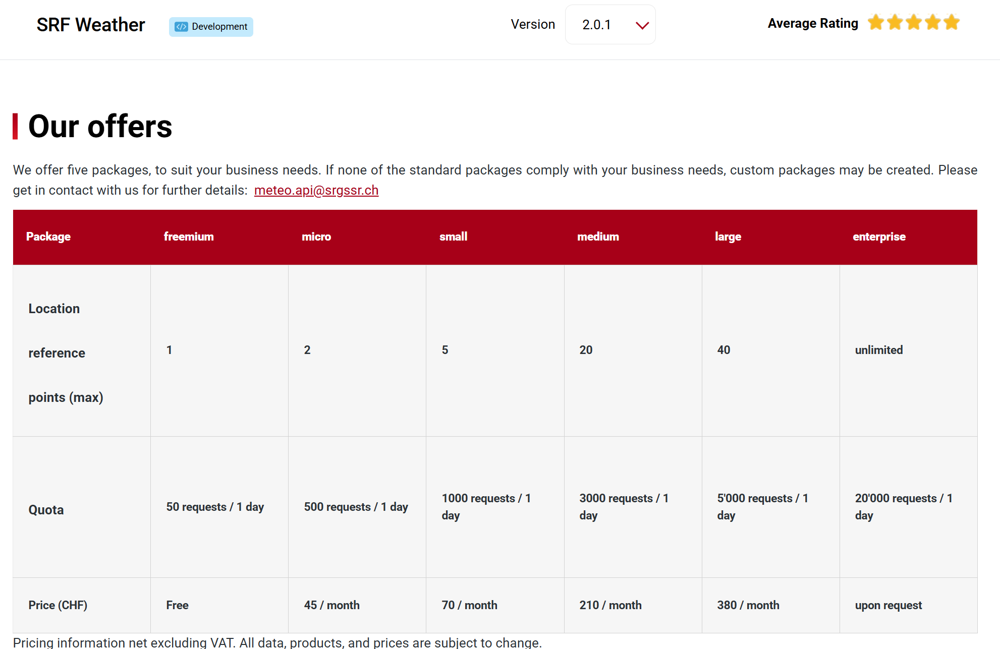 SRF Weather
</> Development
Version
2.0.1
Average Rating
Our offers
We offer five packages, to suit your business needs. If none of the standard packages comply with your business needs, custom packages may be created. Please
get in contact with us for further details: meteo.api@srgssr.ch
Package freemium micro small medium large enterprise
Location
reference
points (max)
1 2 5 20 40 unlimited
Quota
50 requests / 1 day
500 requests / 1 day
1000 requests / 1
day
3000 requests / 1
day
5'000 requests / 1
day
20'000 requests / 1
day
Price (CHF) Free 45 / month 70 / month 210 / month 380 / month upon request
Pricing information net excluding VAT. All data, products, and prices are subject to change.